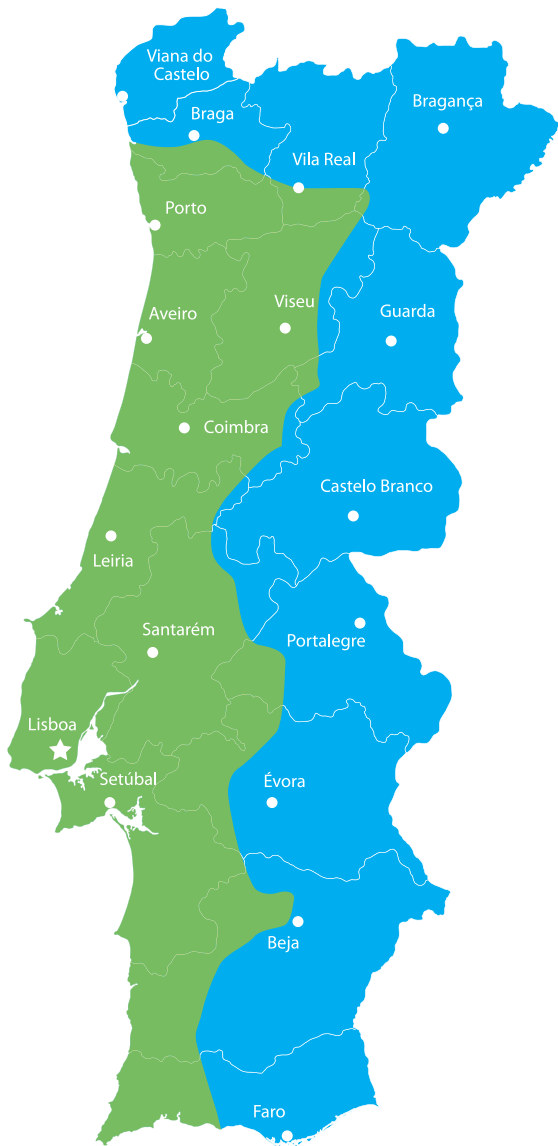 Viana do
Castelo
Bragança
Braga
Vila Real
Porto
Viseu
Aveiro
Guarda
Coimbra
Castelo Branco
Leiria
Santarém
Portalegre
Lisboa
Setúbal
Évora
Beja
Faro